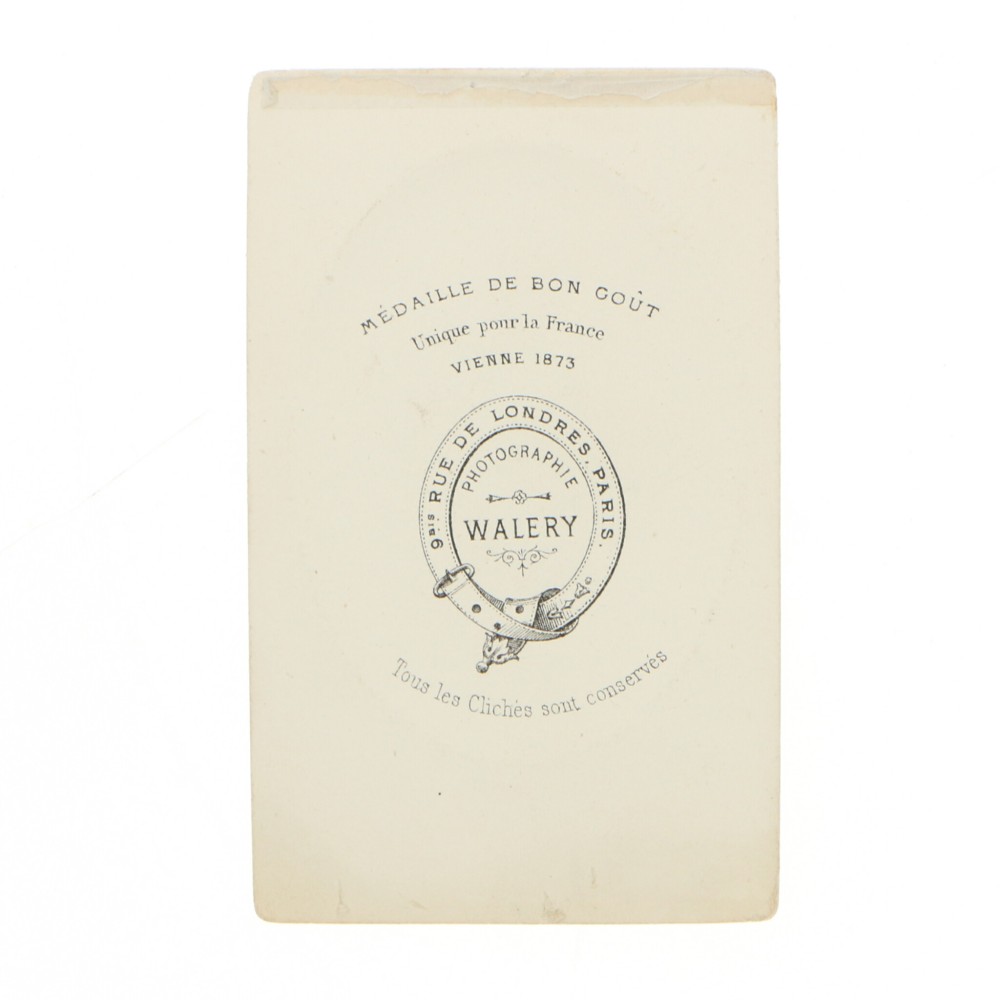 MÉDAILLE DE BON GOÛT
Unique pour la France
VIENNE 1873
9BIS RUE DE LONDRES, PARIS.
PHOTOGRAPHIE
WALERY
Tous les Clichés sont conservés